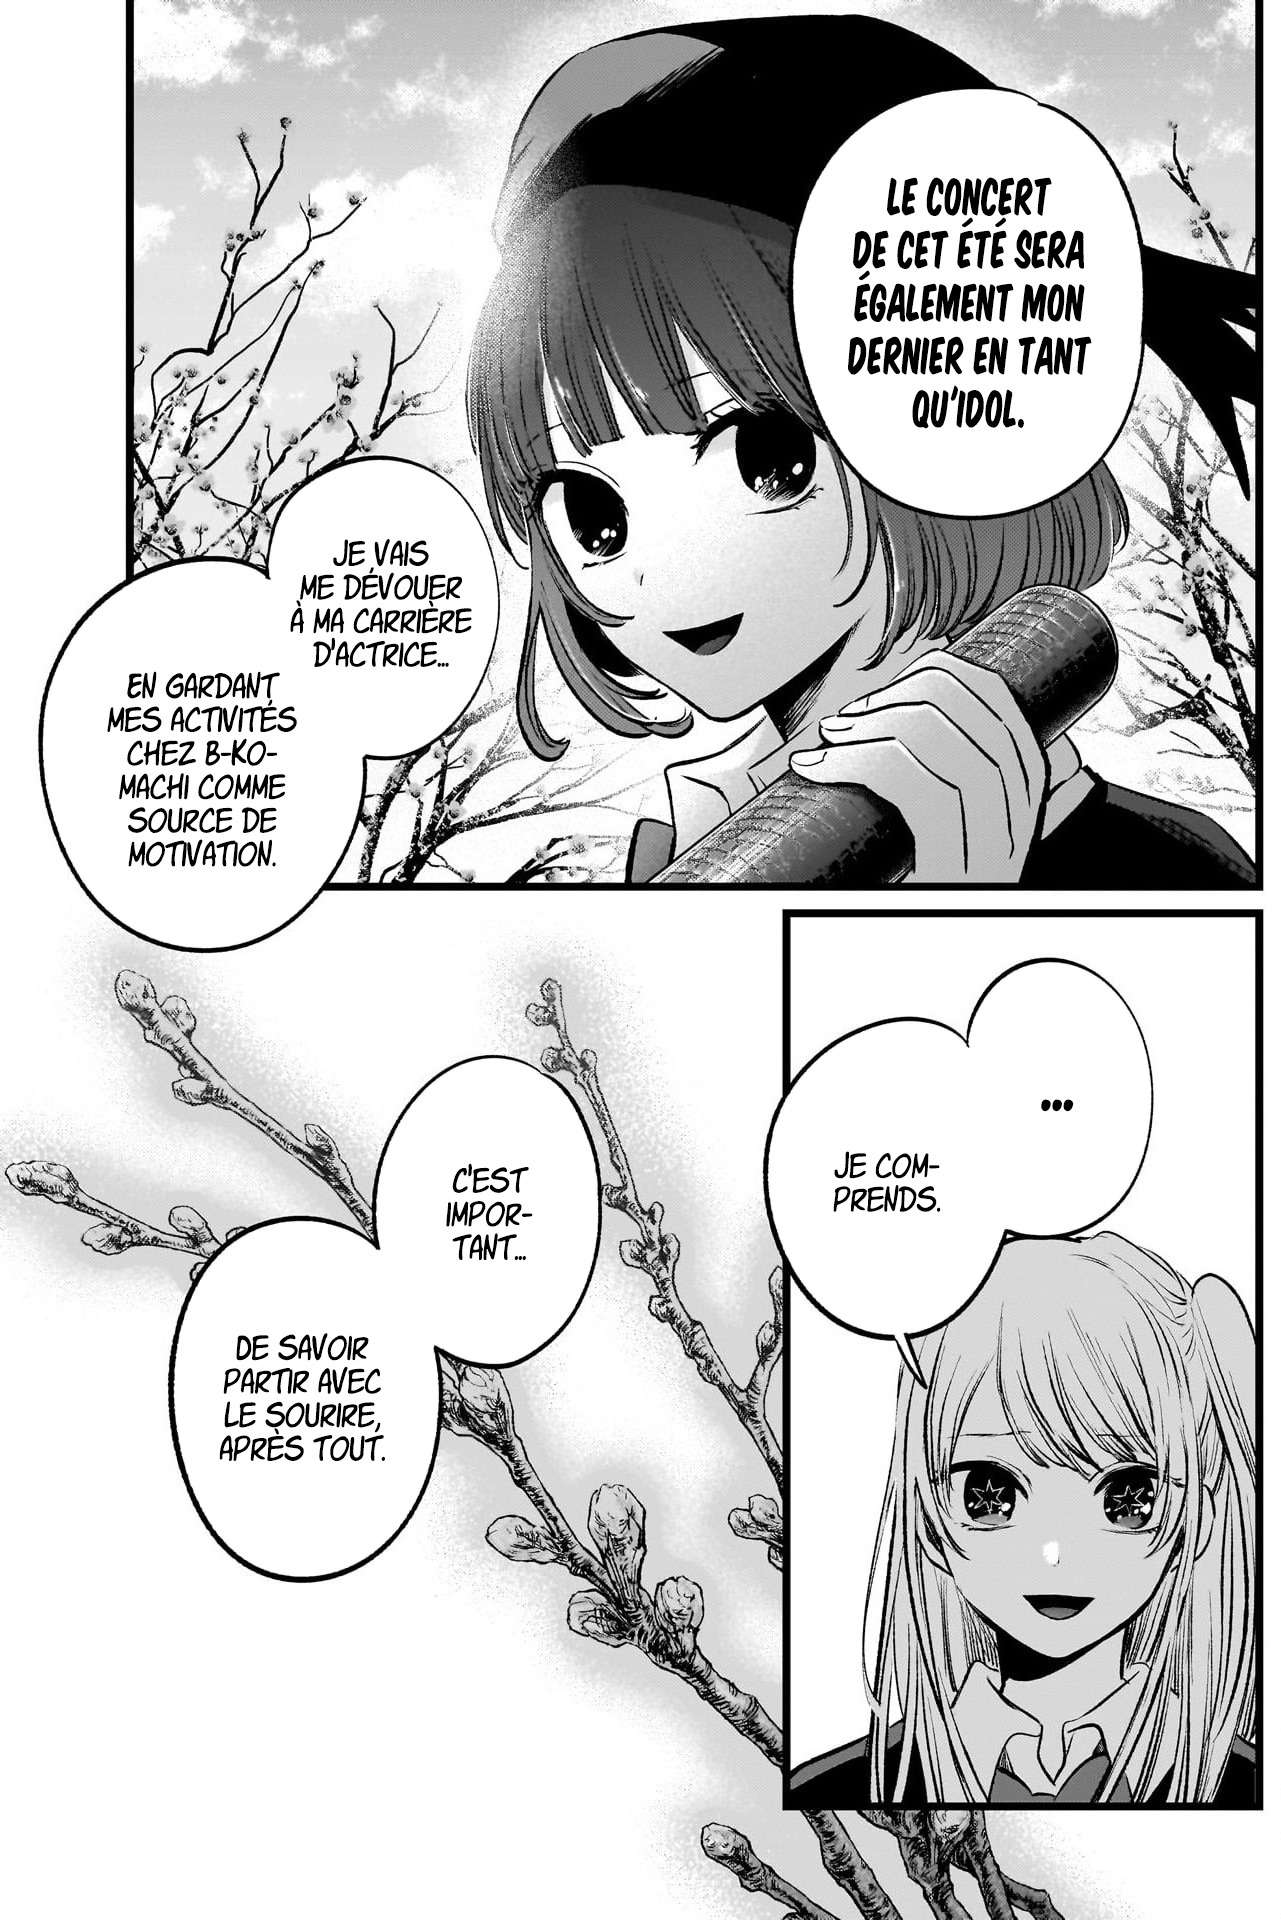 LE CONCERT
DE CET ÉTÉ SERA
ÉGALEMENT MON
DERNIER EN TANT
QU'IDOL.
JE VAIS
ME DÉVOUER
À MA CARRIÈRE
D'ACTRICE...
EN GARDANT
MES ACTIVITÉS
CHEZ B-KO-
MACHI COMME
SOURCE DE
MOTIVATION.
...
JE COM-
PRENDS.
C'EST
IMPOR-
TANT...
DE SAVOIR
PARTIR AVEC
LE SOURIRE,
APRÈS TOUT.